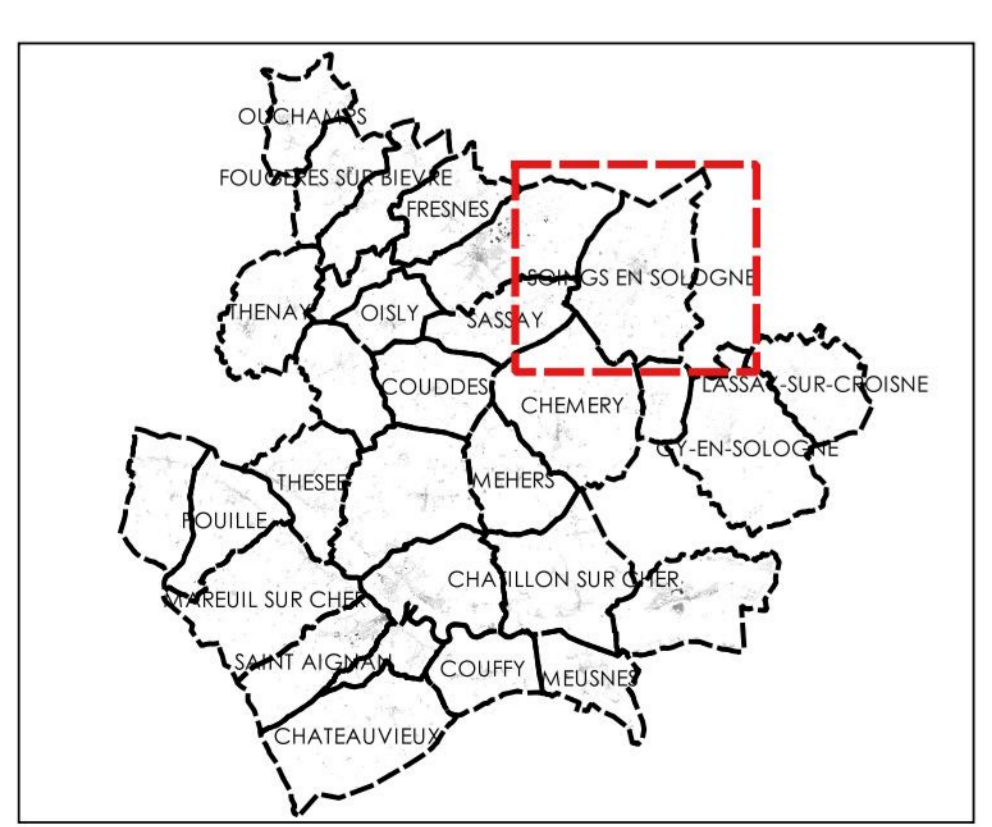 OUCHAMPS
FOUGERES SUR BIEVRE
FRESNES
SOINGS EN SOLOGNE
THENAY
OISLY
SASSAY
COUDDES
LASSAY-SUR-CROISNE
CHEMERY
GY-EN-SOLOGNE
THESEE
MEHERS
POUILLE
CHATILLON SUR CHER
MAREUIL SUR CHER
SAINT AIGNAN
COUFFY
MEUSNES
CHATEAUVIEUX